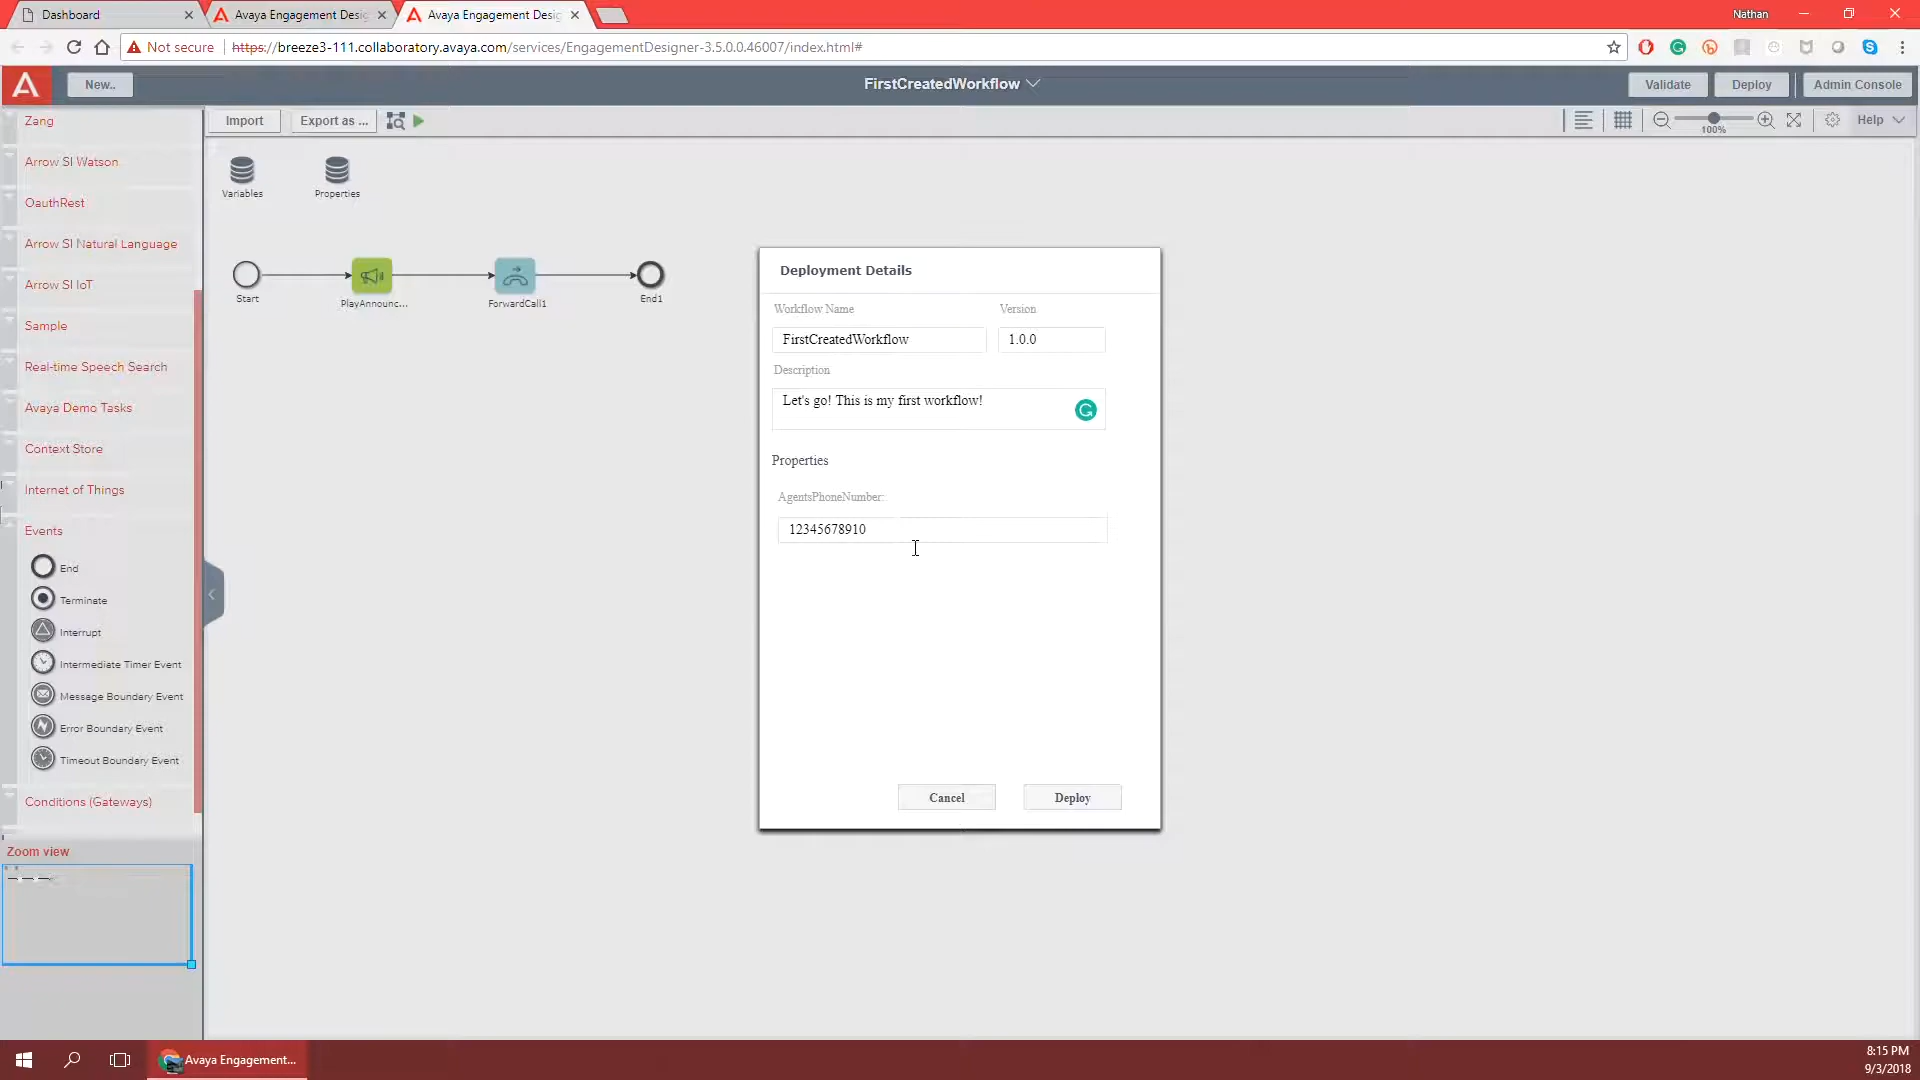 Dashboard
Avaya Engagement Desig
Avaya Engagement Desig
Nathan
Not secure
https://breeze3-111.collaboratory.avaya.com/services/EngagementDesigner-3.5.0.0.46007/index.html#
New..
FirstCreatedWorkflow
Validate
Deploy
Admin Console
Import
Export as ...
100%
Help
Zang
Arrow SI Watson
OauthRest
Arrow SI Natural Language
Arrow SI IoT
Sample
Real-time Speech Search
Avaya Demo Tasks
Context Store
Internet of Things
Events
End
Terminate
Interrupt
Intermediate Timer Event
Message Boundary Event
Error Boundary Event
Timeout Boundary Event
Conditions (Gateways)
Zoom view
Variables
Properties
Start
PlayAnnounc...
ForwardCall1
End1
Deployment Details
Workflow Name
Version
FirstCreatedWorkflow
1.0.0
Description
Let's go! This is my first workflow!
Properties
AgentsPhoneNumber:
12345678910
Cancel
Deploy
Avaya Engagement...
8:15 PM
9/3/2018